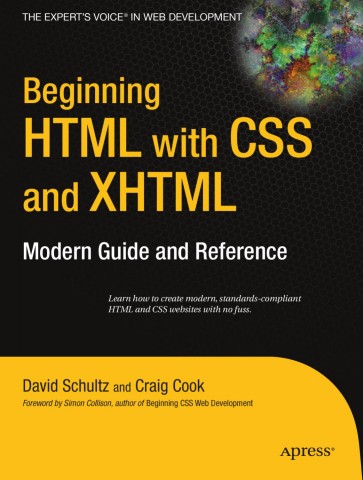 THE EXPERT'S VOICE® IN WEB DEVELOPMENT
Beginning
HTML with CSS
and XHTML
Modern Guide and Reference
Learn how to create modern, standards-compliant
HTML and CSS websites with no fuss.
David Schultz and Craig Cook
Foreword by Simon Collison, author of Beginning CSS Web Development
Apress®